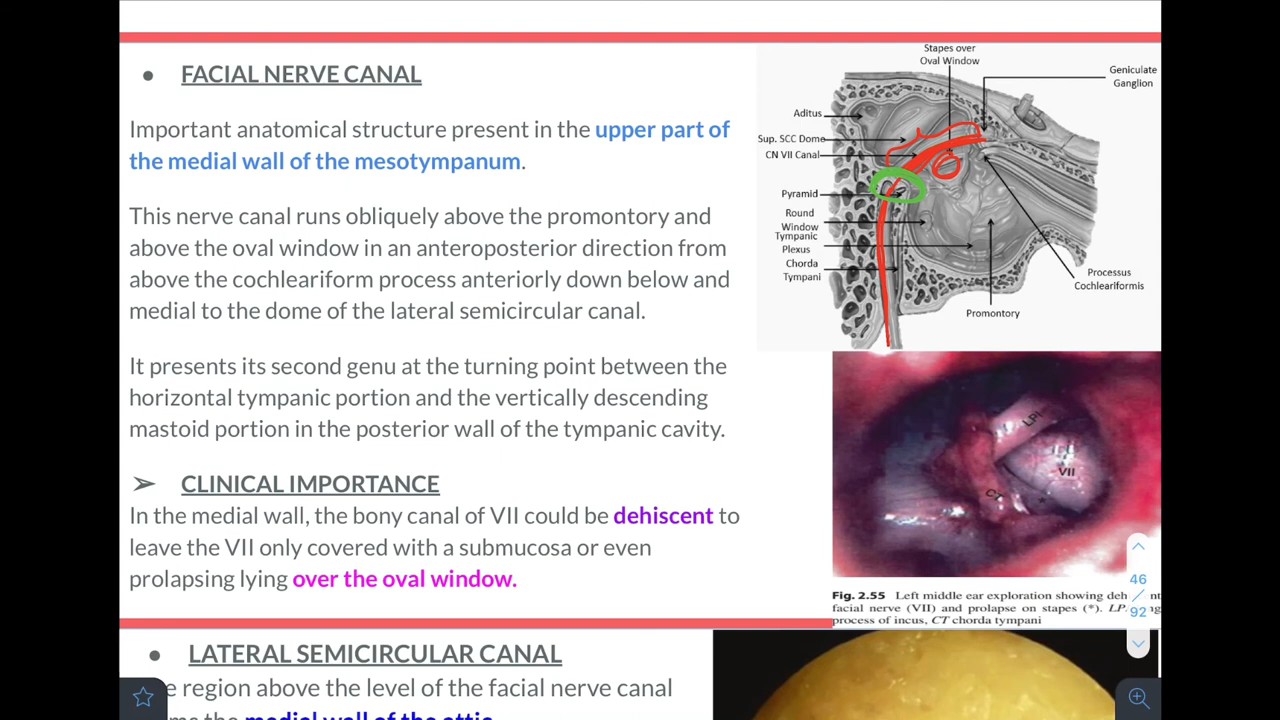 ● FACIAL NERVE CANAL
Important anatomical structure present in the upper part of
the medial wall of the mesotympanum.
This nerve canal runs obliquely above the promontory and
above the oval window in an anteroposterior direction from
above the cochleariform process anteriorly down below and
medial to the dome of the lateral semicircular canal.
It presents its second genu at the turning point between the
horizontal tympanic portion and the vertically descending
mastoid portion in the posterior wall of the tympanic cavity.
➢ CLINICAL IMPORTANCE
In the medial wall, the bony canal of VII could be dehiscent to
leave the VII only covered with a submucosa or even
prolapsing lying over the oval window.
● LATERAL SEMICIRCULAR CANAL
e region above the level of the facial nerve canal
medial wall of the attic
Stapes over
Oval Window
Geniculate
Ganglion
Aditus
Sup. SCC Dome
CN VII Canal
Pyramid
Round
Window
Tympanic
Plexus
Chorda
Tympani
Processus
Cochleariformis
Promontory
LPI
VII
CT
*
Fig. 2.55 Left middle ear exploration showing deh nt
facial nerve (VII) and prolapse on stapes (*). LP g
process of incus, CT chorda tympani
46
/
92